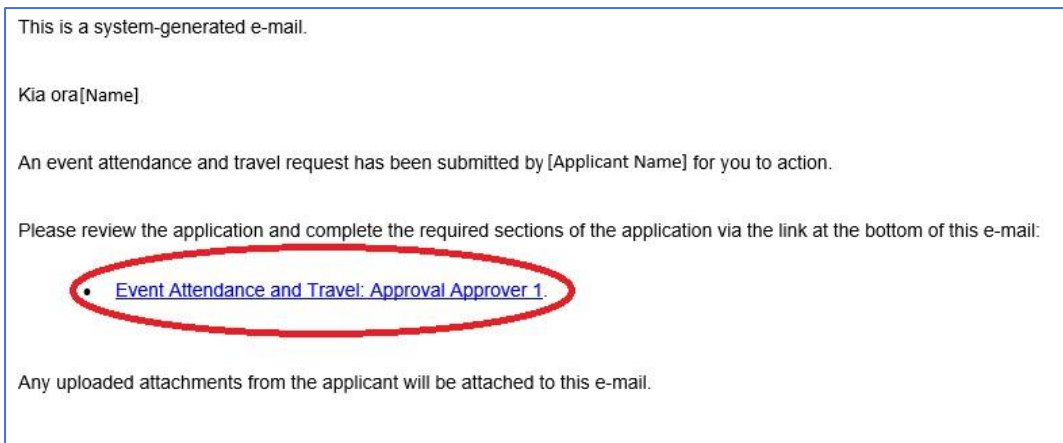 This is a system-generated e-mail.
Kia ora[Name]
An event attendance and travel request has been submitted by [Applicant Name] for you to action.
Please review the application and complete the required sections of the application via the link at the bottom of this e-mail:
• Event Attendance and Travel: Approval Approver 1.
Any uploaded attachments from the applicant will be attached to this e-mail.